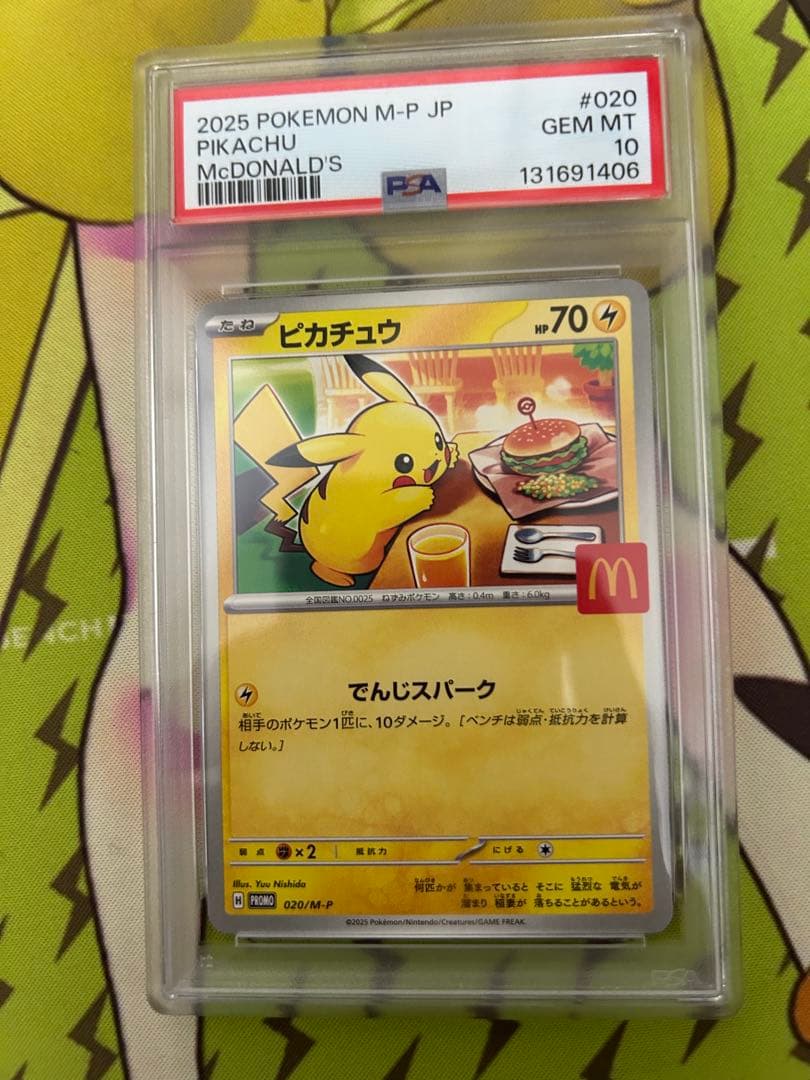 2025 POKEMON M-P JP #020
PIKACHU GEM MT
McDONALD'S 10
131691406
PSA
たね ピカチュウ HP 70
全国図鑑NO.0025 ねずみポケモン 高さ:0.4m 重さ:6.0kg
でんじスパーク
相手のポケモン1匹に、10ダメージ。[ベンチは弱点・抵抗力を計算
しない。]
弱点 ×2 抵抗力 にげる
Illus. Yuu Nishida
何匹かが 集まっていると そこに 猛烈な 電気が
溜まり 稲妻が 落ちることがあるという。
H PROMO 020/M-P
©2025 Pokémon/Nintendo/Creatures/GAME FREAK.